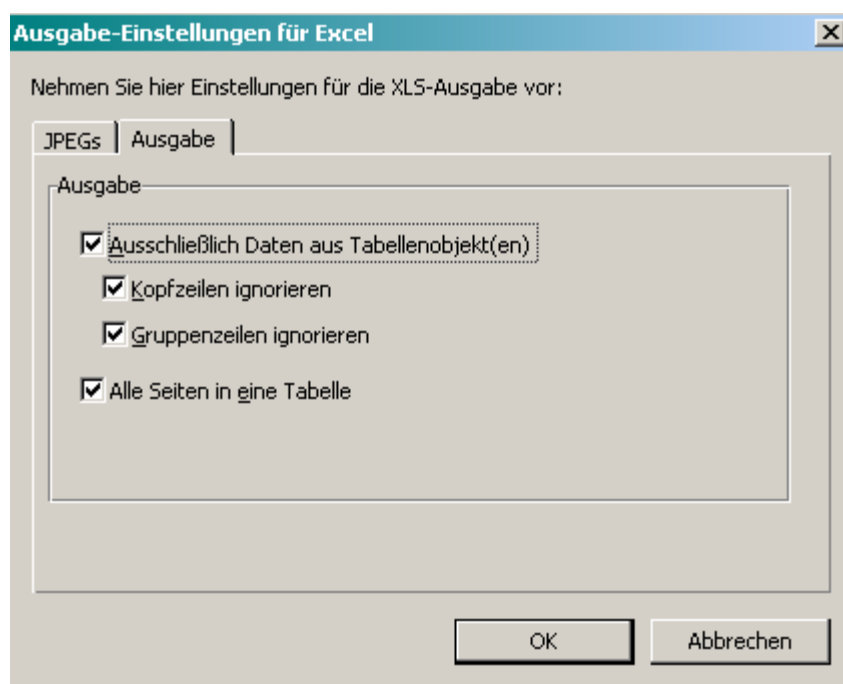 Ausgabe-Einstellungen für Excel
Nehmen Sie hier Einstellungen für die XLS-Ausgabe vor:
JPEGs Ausgabe
Ausgabe
Ausschließlich Daten aus Tabellenobjekt(en)
Kopfzeilen ignorieren
Gruppenzeilen ignorieren
Alle Seiten in eine Tabelle
OK Abbrechen